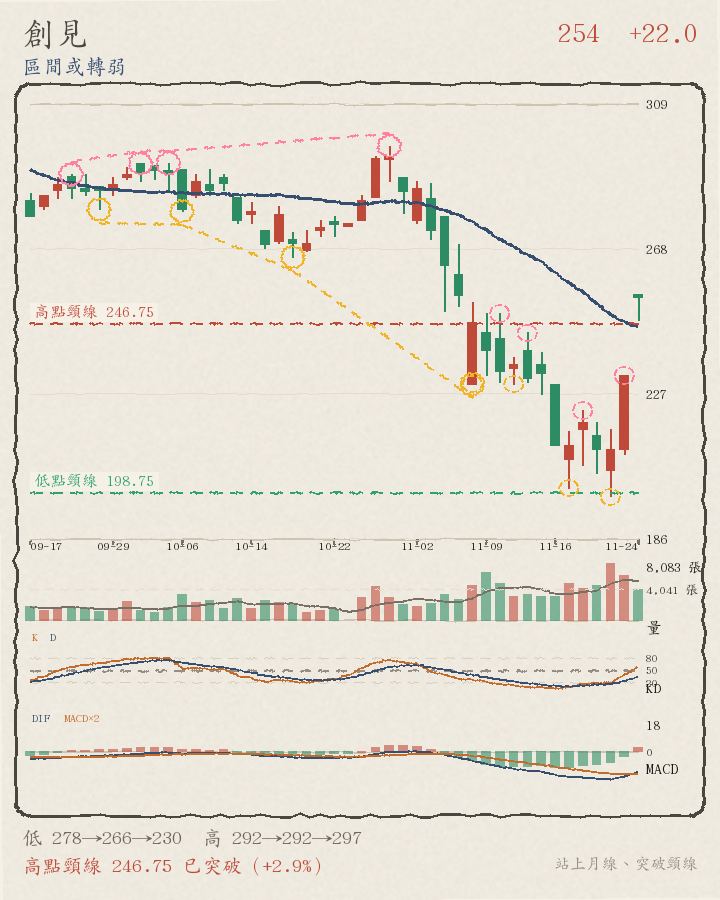 創見
254 +22.0
區間或轉弱
309
268
高點頸線 246.75
227
低點頸線 198.75
186
09-17 09-29 10-06 10-14 10-22 11-02 11-09 11-16 11-24
8,083 張
4,041 張
量
K D
80
50
20
KD
DIF MACD×2
18
0
MACD
低 278→266→230 高 292→292→297
高點頸線 246.75 已突破 (+2.9%)
站上月線、突破頸線